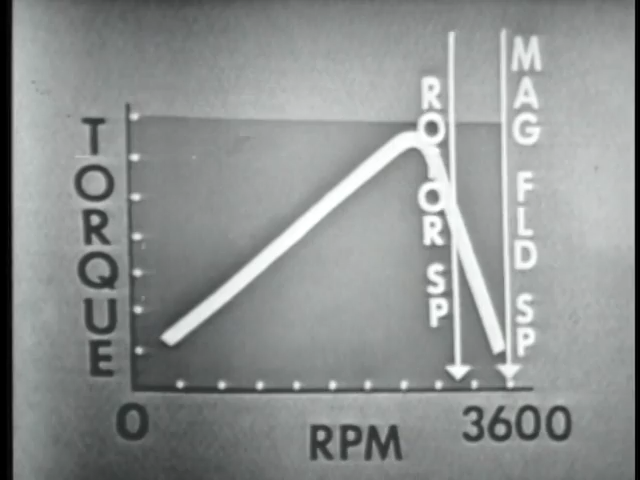 TORQUE
ROTOR SP
MAG FLD SP
0
RPM
3600